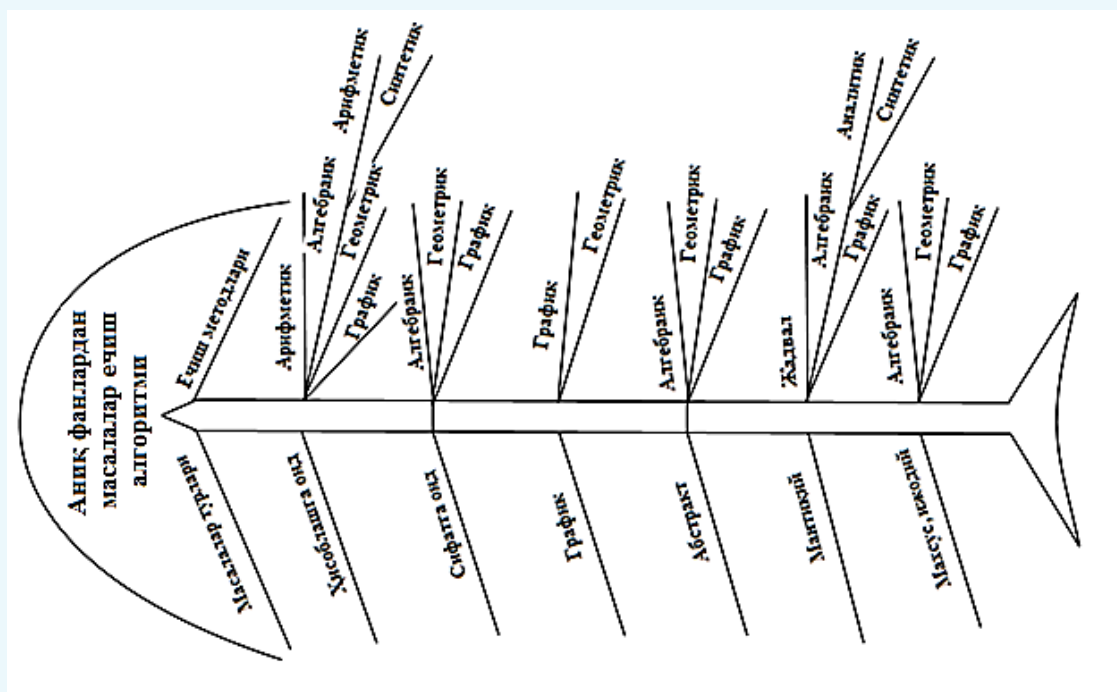 Аниқ фанлардан
масалалар ечиш
алгоритми
Ечиш методлари
Масалалар турлари
Арифметик
Алгебраик
Арифметик
Синтетик
Геометрик
График
Ҳисоблашга оид
Алгебраик
Геометрик
График
Сифатга оид
График
Геометрик
График
Алгебраик
Геометрик
График
Абстракт
Жадвал
Алгебраик
Аналитик
Синтетик
График
Мантиқий
Алгебраик
Геометрик
График
Махсус, ижодий